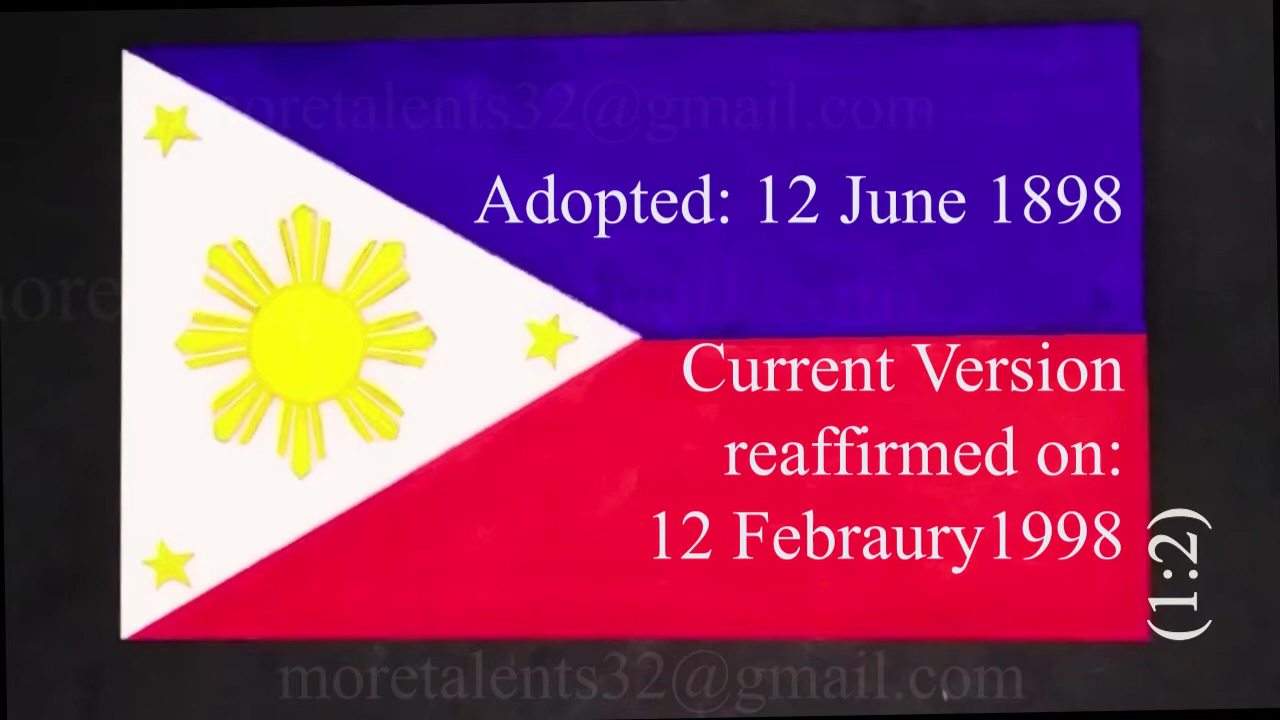 moretalents32@gmail.com
Adopted: 12 June 1898
Current Version
reaffirmed on:
12 Febraury1998
(1:2)
moretalents32@gmail.com